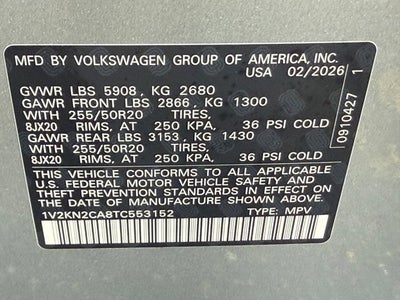 MFD BY VOLKSWAGEN GROUP OF AMERICA, INC.
USA 02/2026
GVWR LBS 5908, KG 2680
GAWR FRONT LBS 2866, KG 1300
WITH 255/50R20 TIRES,
8JX20 RIMS, AT 250 KPA, 36 PSI COLD
GAWR REAR LBS 3153, KG 1430
WITH 255/50R20 TIRES,
8JX20 RIMS, AT 250 KPA, 36 PSI COLD
THIS VEHICLE CONFORMS TO ALL APPLICABLE
U.S. FEDERAL MOTOR VEHICLE SAFETY AND
THEFT PREVENTION STANDARDS IN EFFECT ON
THE DATE OF MANUFACTURE SHOWN ABOVE.
1V2KN2CA8TC553152 TYPE: MPV
0910427 1